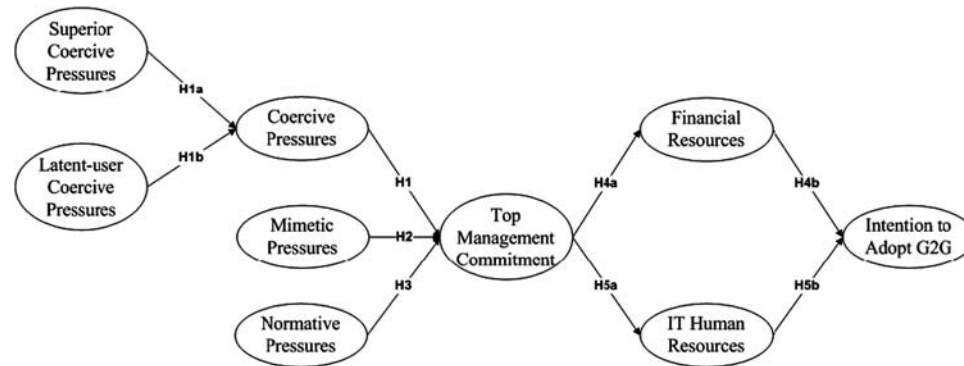 Superior
Coercive
Pressures
H1a
Latent-user
Coercive
Pressures
H1b
Coercive
Pressures
H1
Mimetic
Pressures
H2
Normative
Pressures
H3
Top
Management
Commitment
H4a
H5a
Financial
Resources
H4b
IT Human
Resources
H5b
Intention to
Adopt G2G